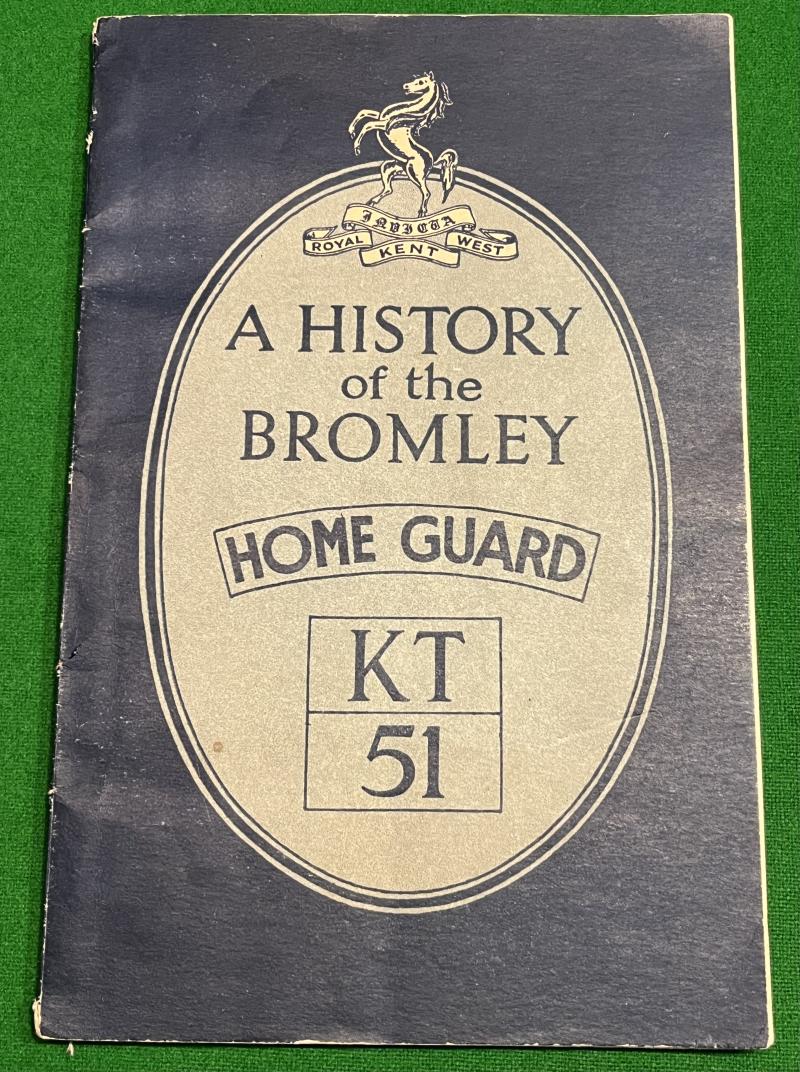 INVICTA
ROYAL KENT WEST
A HISTORY
of the
BROMLEY
HOME GUARD
KT
51